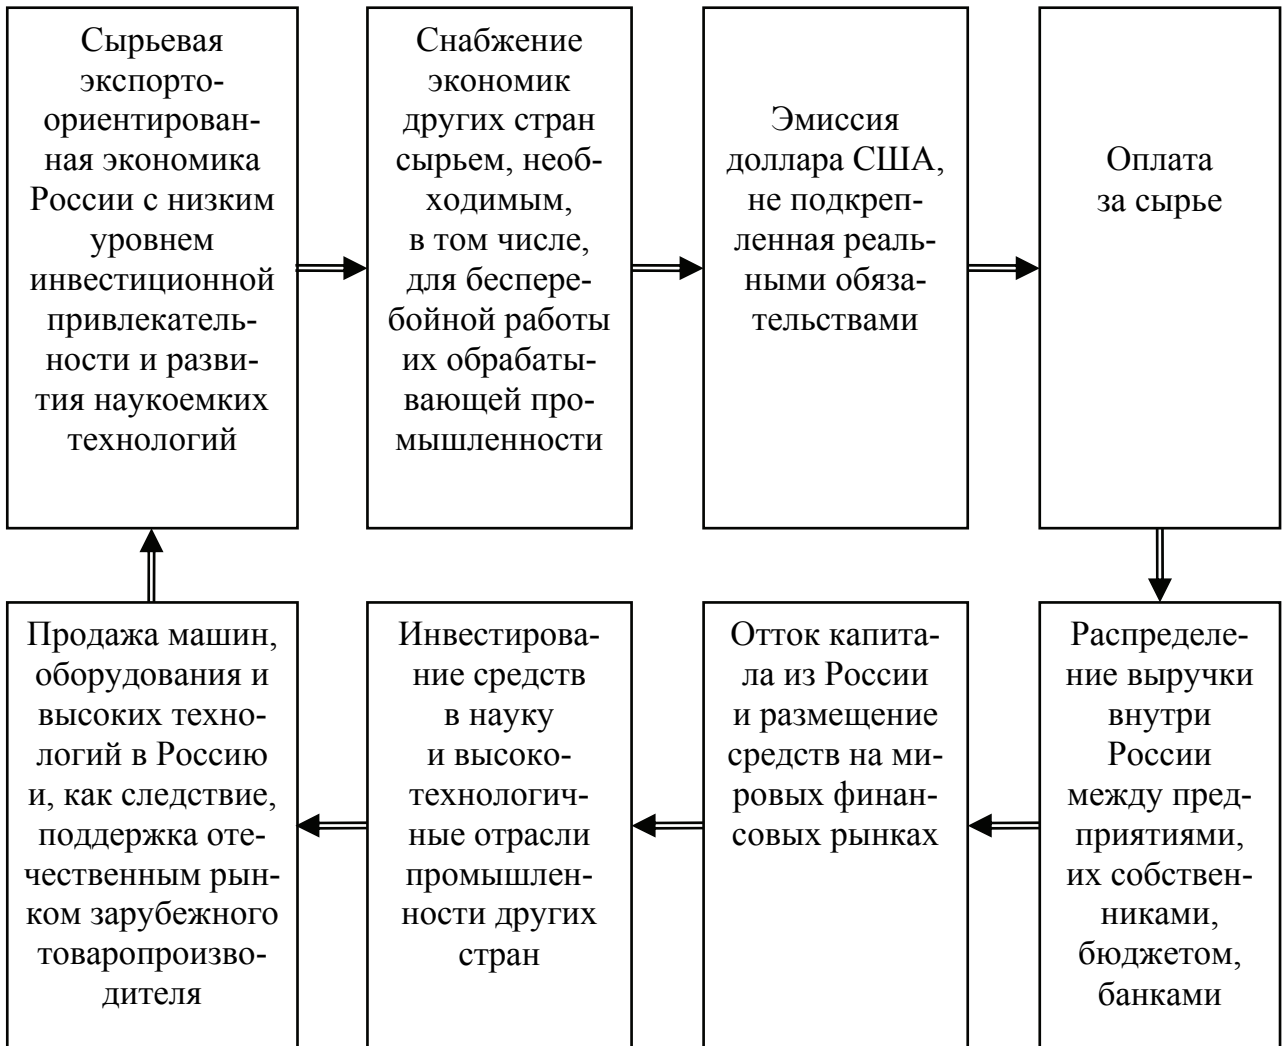 Сырьевая
экспорто-
ориентирован-
ная экономика
России с низким
уровнем
инвестиционной
привлекатель-
ности и разви-
тия наукоемких
технологий
Снабжение
экономик
других стран
сырьем, необ-
ходимым,
в том числе,
для беспере-
бойной работы
их обрабаты-
вающей про-
мышленности
Эмиссия
доллара США,
не подкреп-
ленная реаль-
ными обяза-
тельствами
Оплата
за сырье
Распределе-
ние выручки
внутри
России
между пред-
приятиями,
их собствен-
никами,
бюджетом,
банками
Отток капита-
ла из России
и размещение
средств на ми-
ровых финан-
совых рынках
Инвестирова-
ние средств
в науку
и высоко-
технологич-
ные отрасли
промышлен-
ности других
стран
Продажа машин,
оборудования и
высоких техно-
логий в Россию
и, как следствие,
поддержка оте-
чественным рын-
ком зарубежного
товаропроизво-
дителя